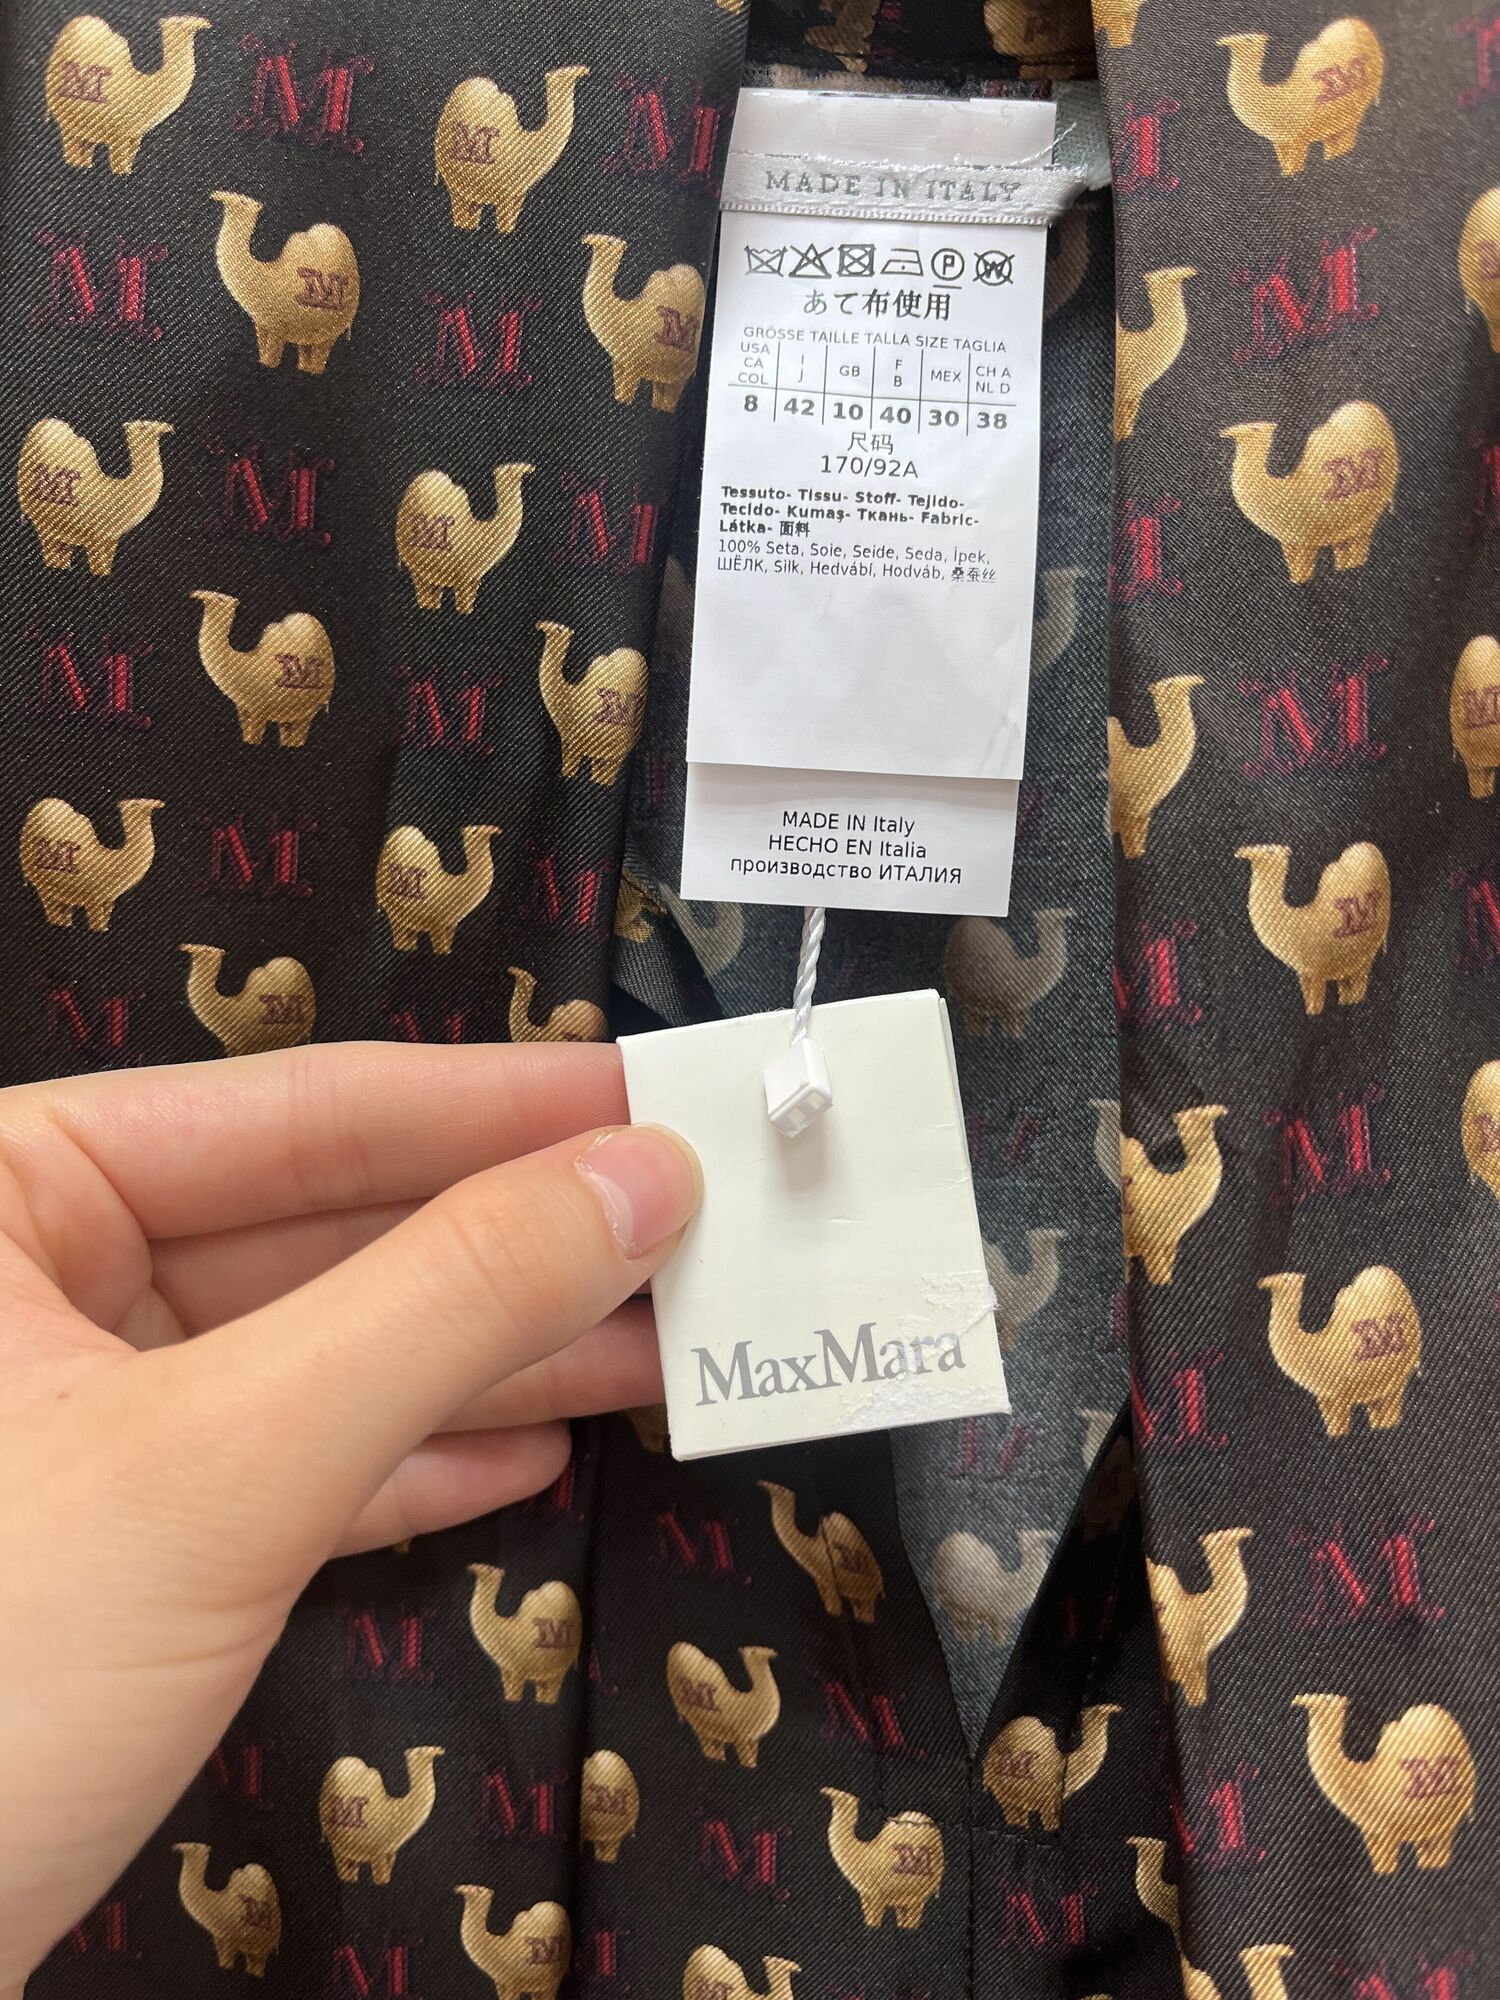 MADE IN ITALY
P W
あて布使用
GRÖSSE TAILLE TALLA SIZE TAGLIA
USA CA COL I J GB F B MEX CH A NL D
8 42 10 40 30 38
尺码
170/92A
Tessuto- Tissu- Stoff- Tejido-
Tecido- Kumaş- Ткань- Fabric-
Látka- 面料
100% Seta, Soie, Seide, Seda, İpek,
ШЁЛК, Silk, Hedvábí, Hodváb, 桑蚕丝
MADE IN Italy
HECHO EN Italia
производство ИТАЛИЯ
MaxMara